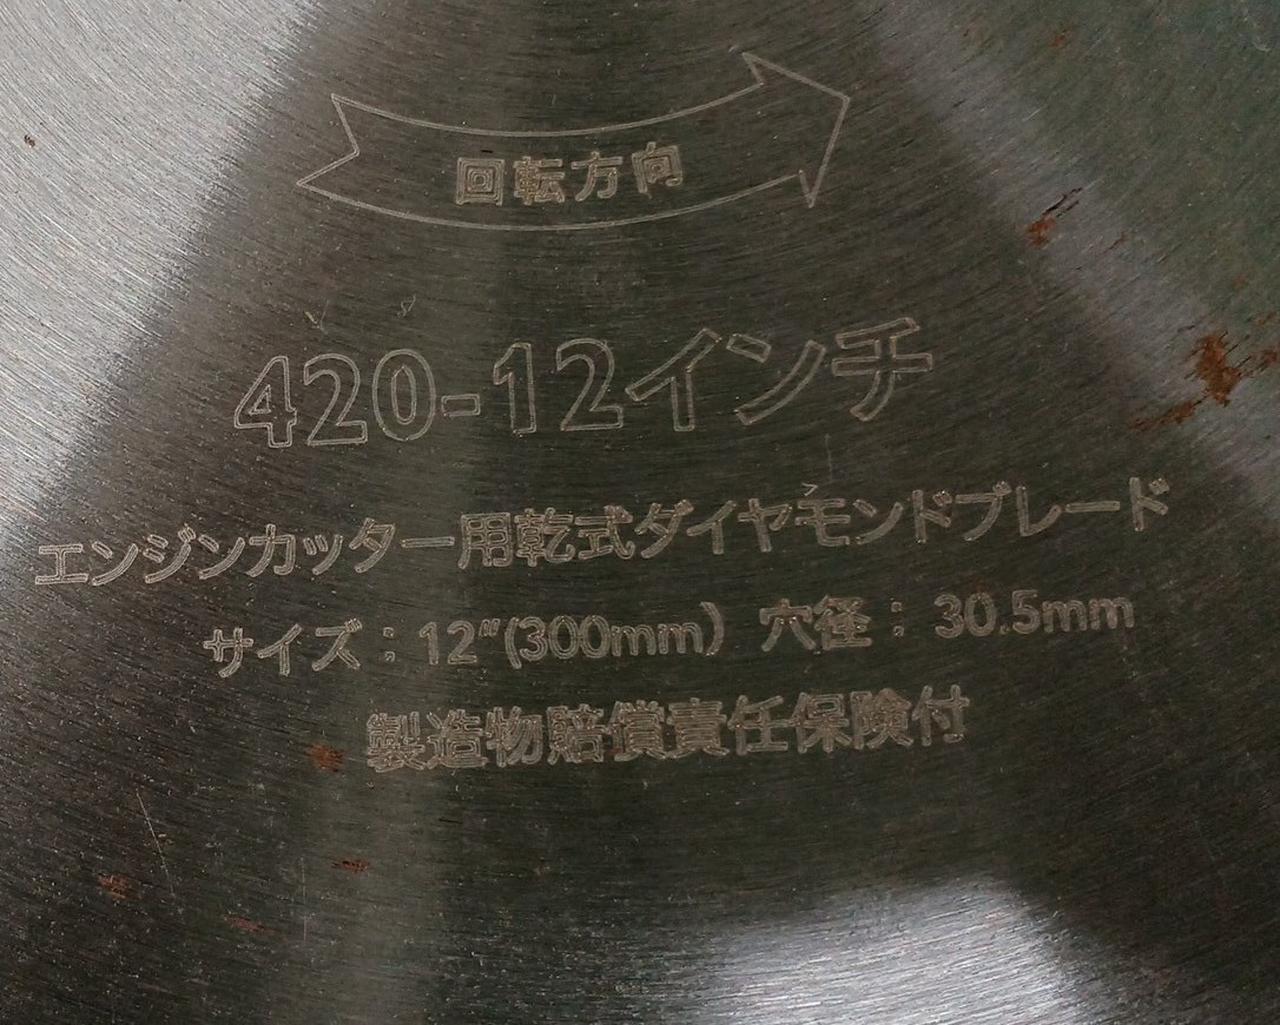 回転方向
420-12インチ
エンジンカッター用乾式ダイヤモンドブレード
サイズ：12"(300mm) 穴径：30.5mm
製造物賠償責任保険付